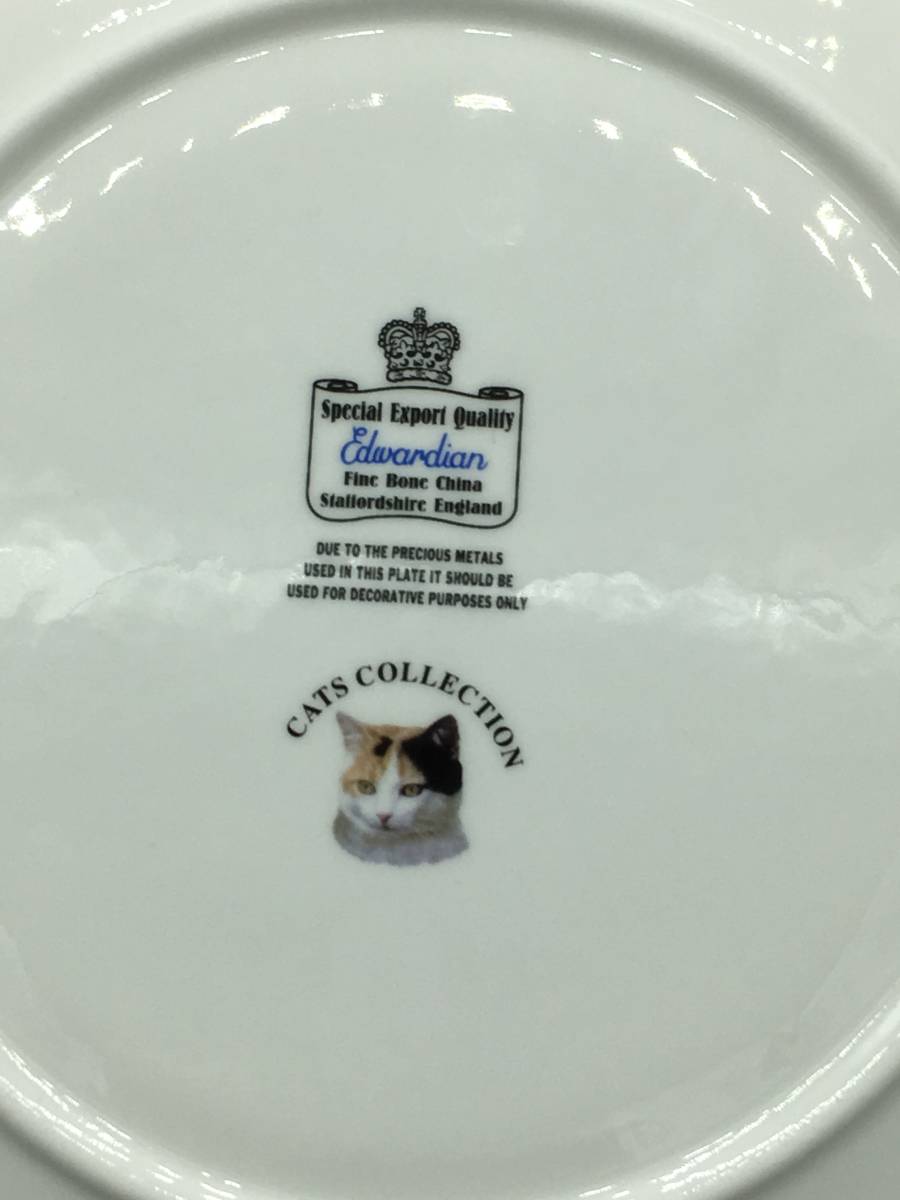 Special Export Quality
Edwardian
Fine Bone China
Staffordshire England
DUE TO THE PRECIOUS METALS
USED IN THIS PLATE IT SHOULD BE
USED FOR DECORATIVE PURPOSES ONLY
CATS COLLECTION